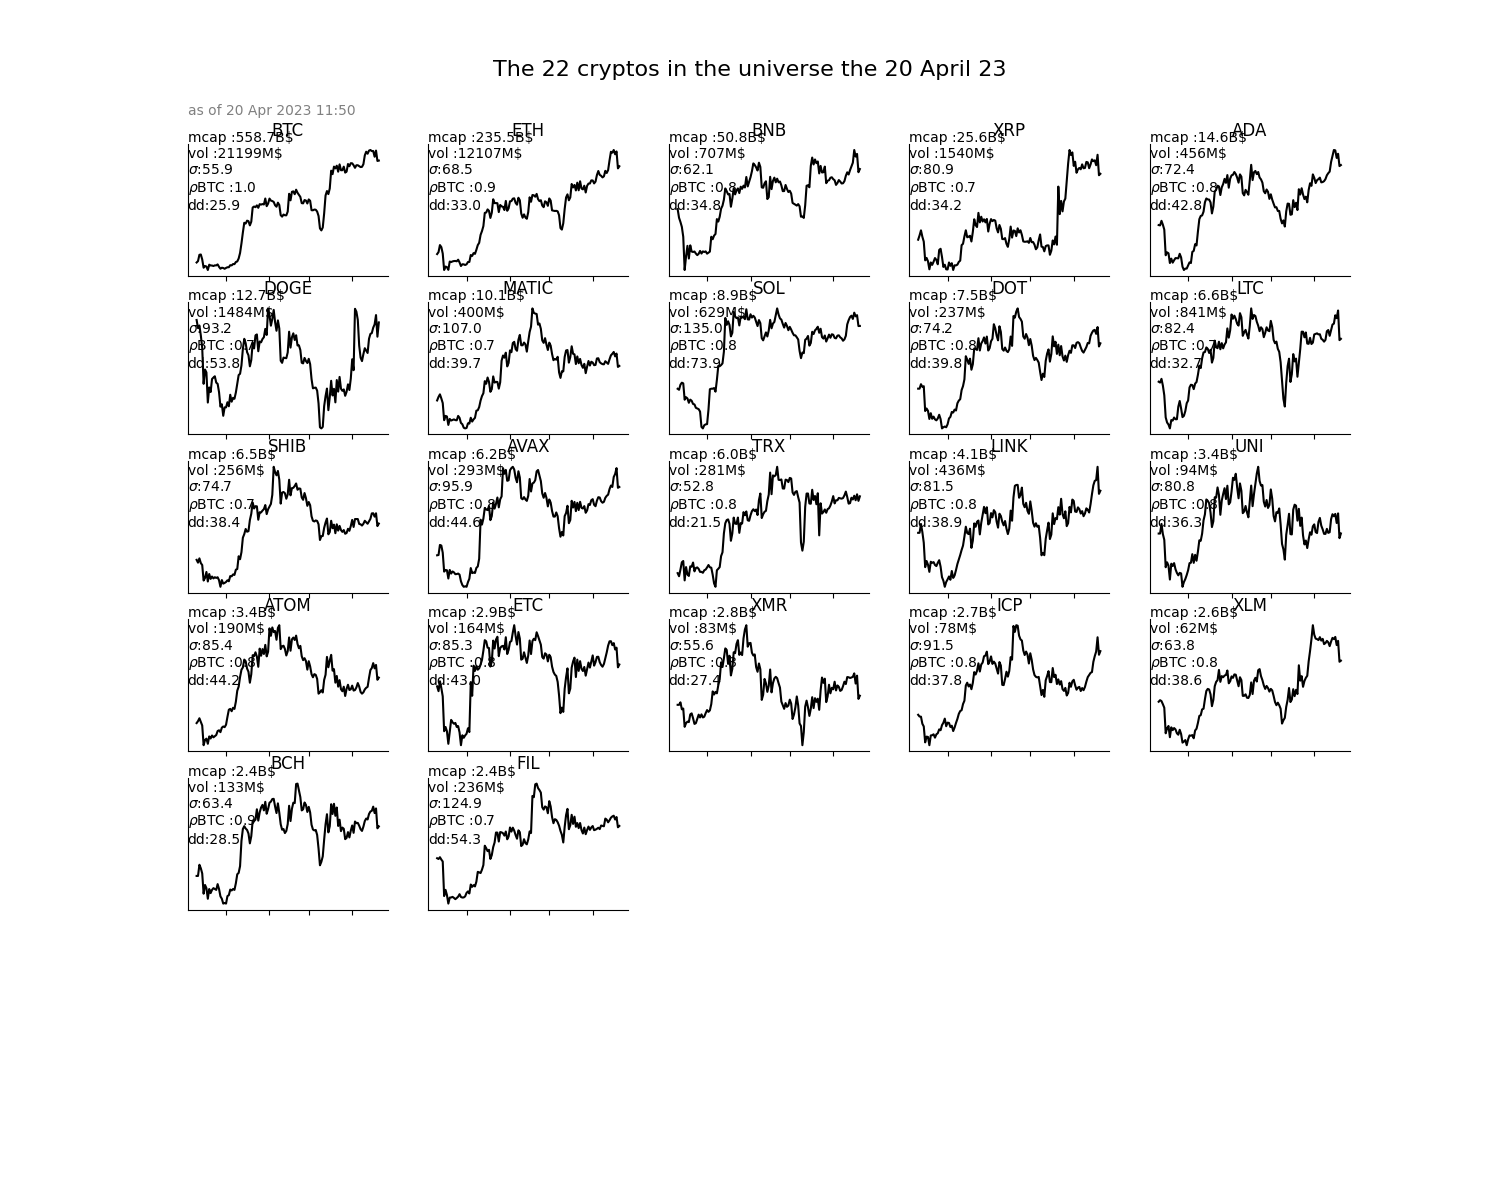 The 22 cryptos in the universe the 20 April 23
as of 20 Apr 2023 11:50
BTC
mcap :558.7B$
vol :21199M$
σ:55.9
ρBTC :1.0
dd:25.9
ETH
mcap :235.5B$
vol :12107M$
σ:68.5
ρBTC :0.9
dd:33.0
BNB
mcap :50.8B$
vol :707M$
σ:62.1
ρBTC :0.8
dd:34.8
XRP
mcap :25.6B$
vol :1540M$
σ:80.9
ρBTC :0.7
dd:34.2
ADA
mcap :14.6B$
vol :456M$
σ:72.4
ρBTC :0.8
dd:42.8
DOGE
mcap :12.7B$
vol :1484M$
σ:93.2
ρBTC :0.7
dd:53.8
MATIC
mcap :10.1B$
vol :400M$
σ:107.0
ρBTC :0.7
dd:39.7
SOL
mcap :8.9B$
vol :629M$
σ:135.0
ρBTC :0.8
dd:73.9
DOT
mcap :7.5B$
vol :237M$
σ:74.2
ρBTC :0.8
dd:39.8
LTC
mcap :6.6B$
vol :841M$
σ:82.4
ρBTC :0.7
dd:32.7
SHIB
mcap :6.5B$
vol :256M$
σ:74.7
ρBTC :0.7
dd:38.4
AVAX
mcap :6.2B$
vol :293M$
σ:95.9
ρBTC :0.8
dd:44.6
TRX
mcap :6.0B$
vol :281M$
σ:52.8
ρBTC :0.8
dd:21.5
LINK
mcap :4.1B$
vol :436M$
σ:81.5
ρBTC :0.8
dd:38.9
UNI
mcap :3.4B$
vol :94M$
σ:80.8
ρBTC :0.8
dd:36.3
ATOM
mcap :3.4B$
vol :190M$
σ:85.4
ρBTC :0.8
dd:44.2
ETC
mcap :2.9B$
vol :164M$
σ:85.3
ρBTC :0.8
dd:43.0
XMR
mcap :2.8B$
vol :83M$
σ:55.6
ρBTC :0.8
dd:27.4
ICP
mcap :2.7B$
vol :78M$
σ:91.5
ρBTC :0.8
dd:37.8
XLM
mcap :2.6B$
vol :62M$
σ:63.8
ρBTC :0.8
dd:38.6
BCH
mcap :2.4B$
vol :133M$
σ:63.4
ρBTC :0.9
dd:28.5
FIL
mcap :2.4B$
vol :236M$
σ:124.9
ρBTC :0.7
dd:54.3